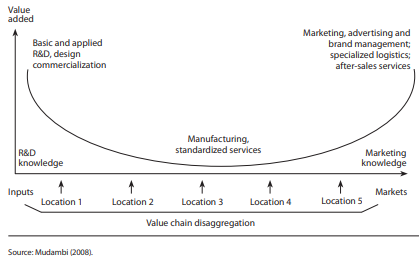 Value
added
Basic and applied
R&D, design
commercialization
Marketing, advertising and
brand management;
specialized logistics;
after-sales services
Manufacturing,
standardized services
R&D
knowledge
Marketing
knowledge
Inputs
Location 1
Location 2
Location 3
Location 4
Location 5
Markets
Value chain disaggregation
Source: Mudambi (2008).